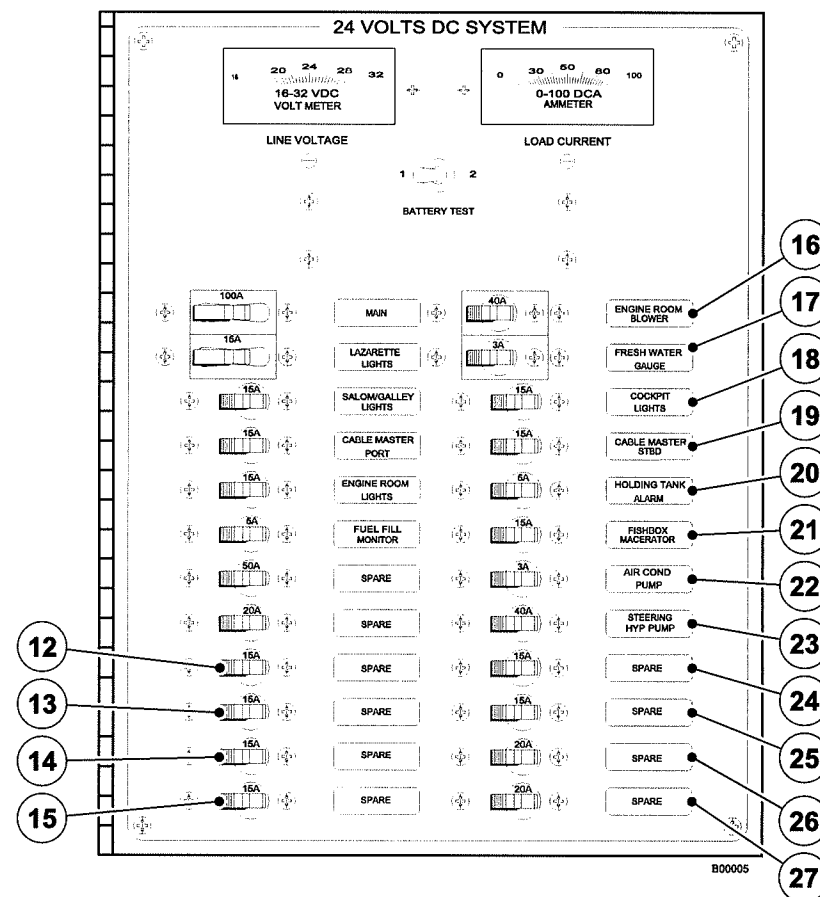 24 VOLTS DC SYSTEM
16 20 24 28 32
16-32 VDC
VOLT METER
0 30 50 80 100
0-100 DCA
AMMETER
LINE VOLTAGE
LOAD CURRENT
1 2
BATTERY TEST
100A MAIN 40A ENGINE ROOM BLOWER 16
15A LAZARETTE LIGHTS 3A FRESH WATER GAUGE 17
15A SALOM/GALLEY LIGHTS 15A COCKPIT LIGHTS 18
15A CABLE MASTER PORT 15A CABLE MASTER STBD 19
15A ENGINE ROOM LIGHTS 5A HOLDING TANK ALARM 20
5A FUEL FILL MONITOR 15A FISHBOX MACERATOR 21
50A SPARE 3A AIR COND PUMP 22
20A SPARE 40A STEERING HYP PUMP 23
12 15A SPARE 15A SPARE 24
13 15A SPARE 15A SPARE 25
14 15A SPARE 20A SPARE 26
15 15A SPARE 20A SPARE 27
B00005